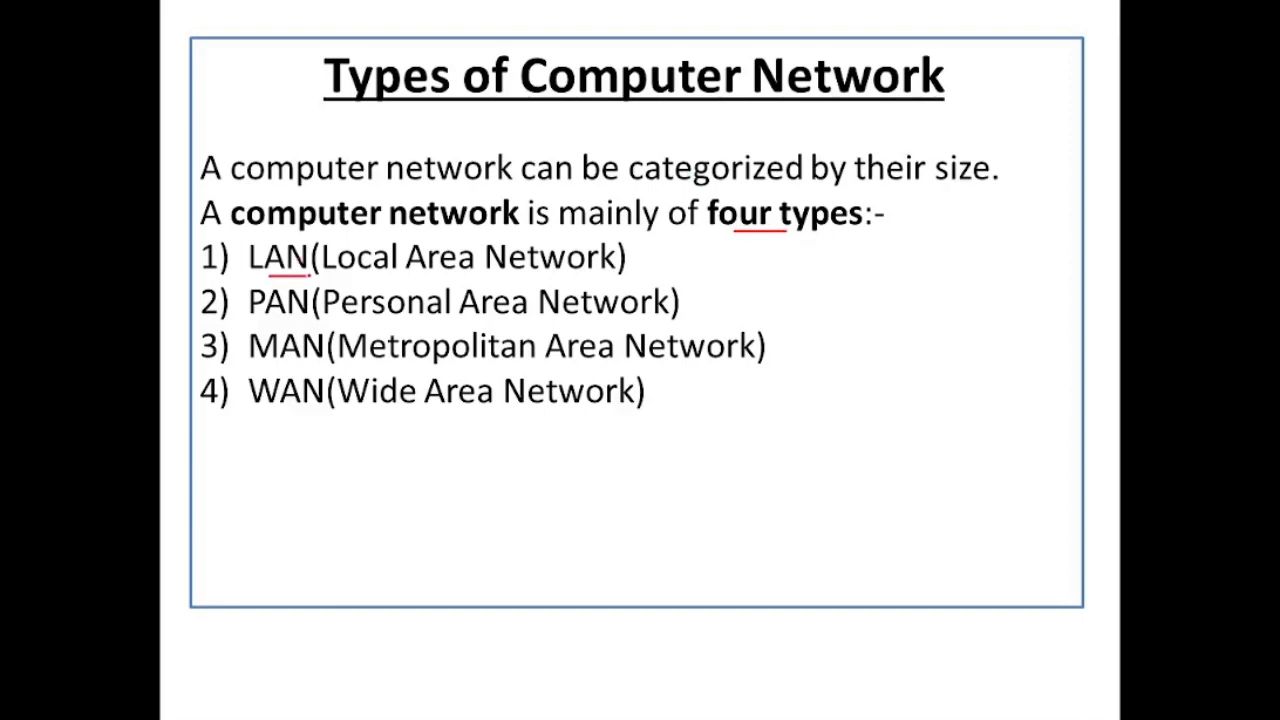 Types of Computer Network
A computer network can be categorized by their size.
A computer network is mainly of four types:-
1) LAN(Local Area Network)
2) PAN(Personal Area Network)
3) MAN(Metropolitan Area Network)
4) WAN(Wide Area Network)